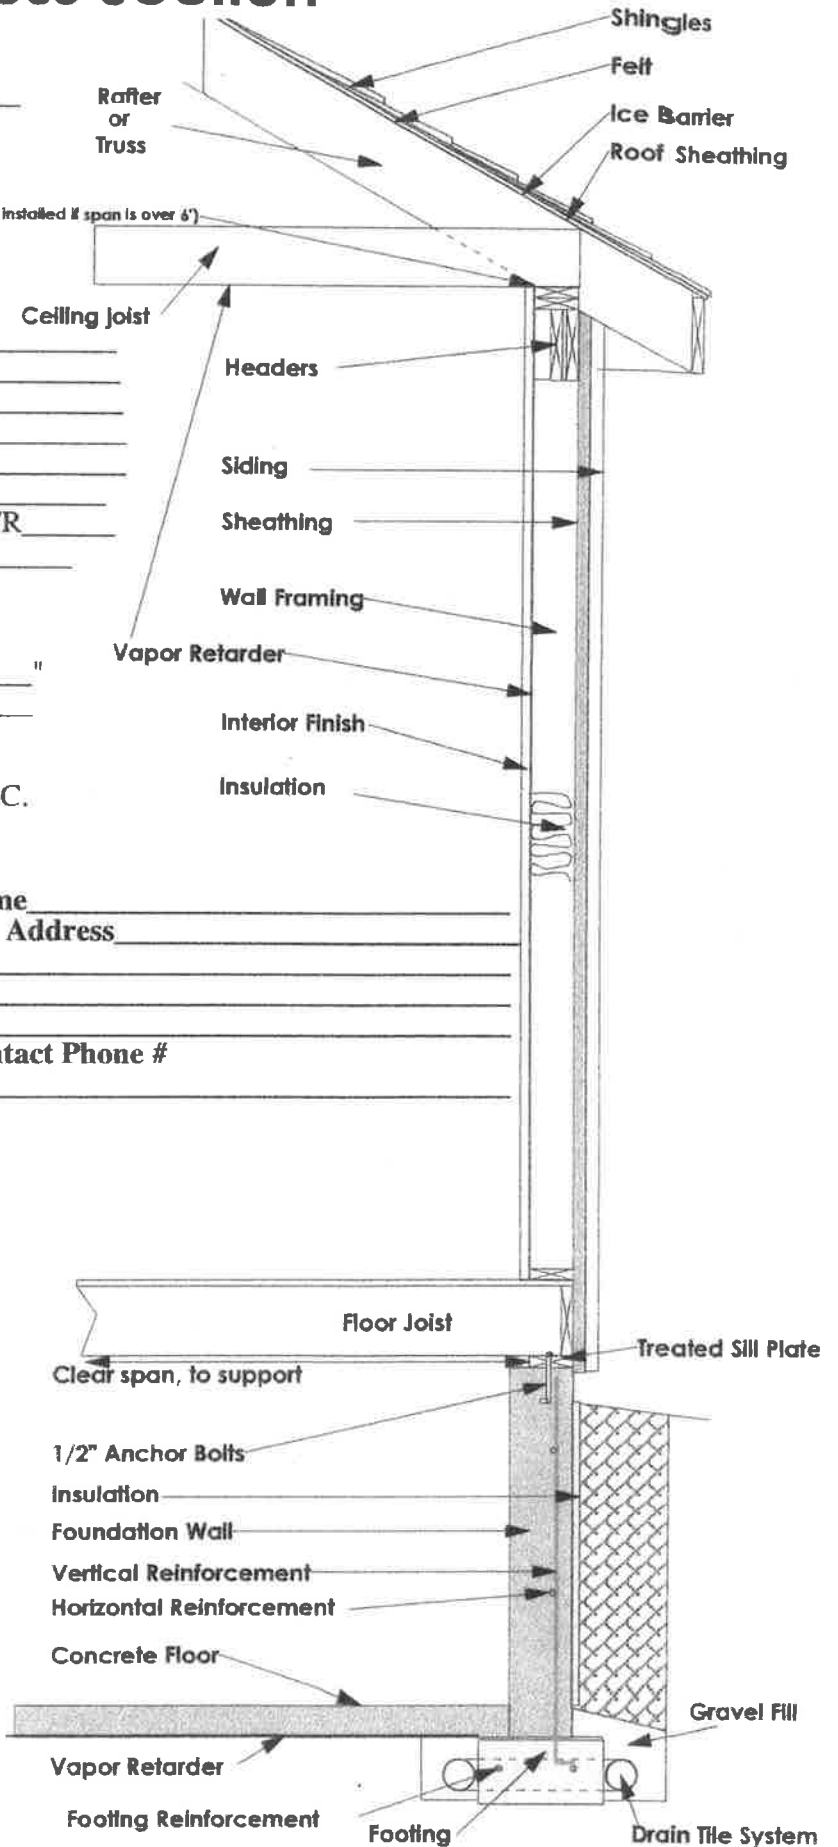 Shingles
Felt
Rafter
or
Truss
Ice Barrier
Roof Sheathing
installed if span is over 6')
Ceiling joist
Headers
Siding
Sheathing
R
Wall Framing
Vapor Retarder
"
Interior Finish
Insulation
C.
me
Address
ntact Phone #
Floor Joist
Treated Sill Plate
Clear span, to support
1/2" Anchor Bolts
Insulation
Foundation Wall
Vertical Reinforcement
Horizontal Reinforcement
Concrete Floor
Gravel Fill
Vapor Retarder
Footing Reinforcement
Footing
Drain Tile System